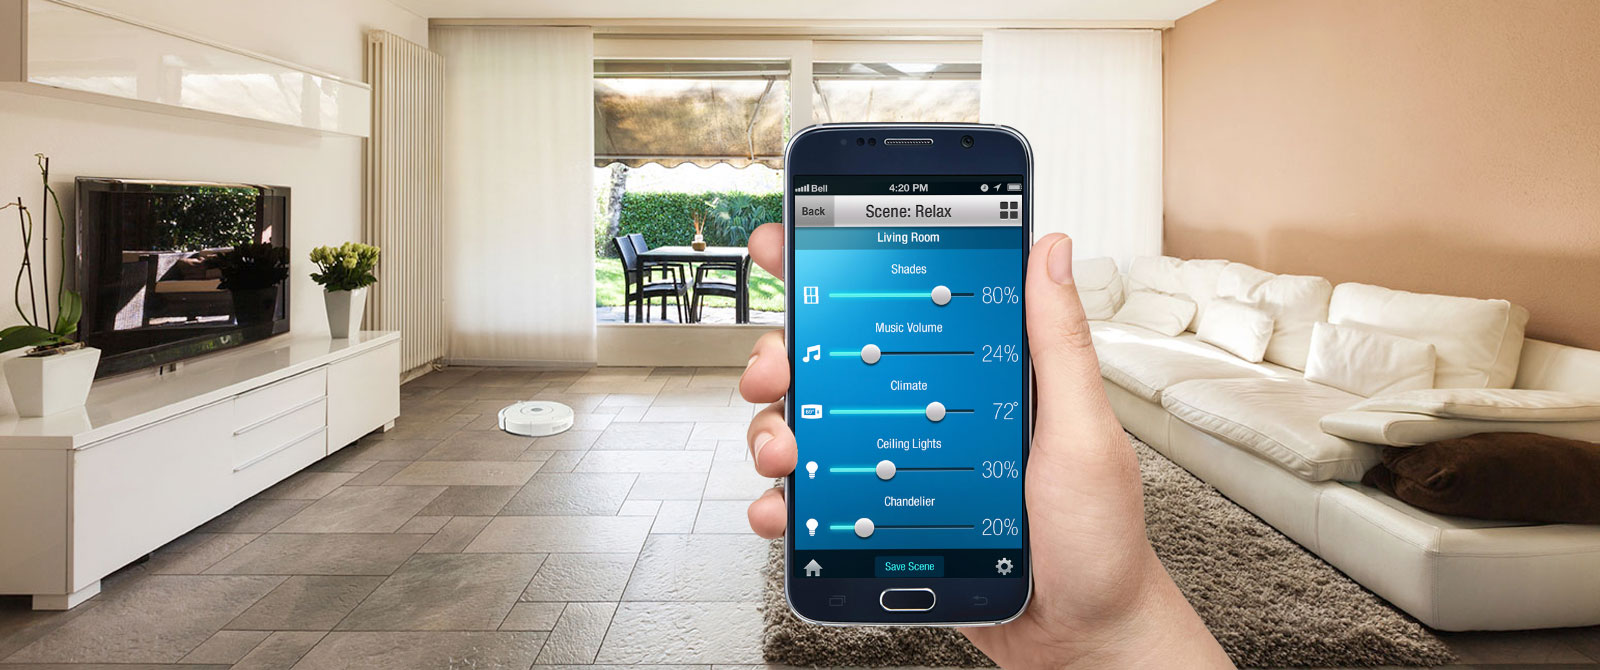 Bell 4:20 PM
Back Scene: Relax
Living Room
Shades
80%
Music Volume
24%
Climate
72°
Ceiling Lights
30%
Chandelier
20%
Save Scene